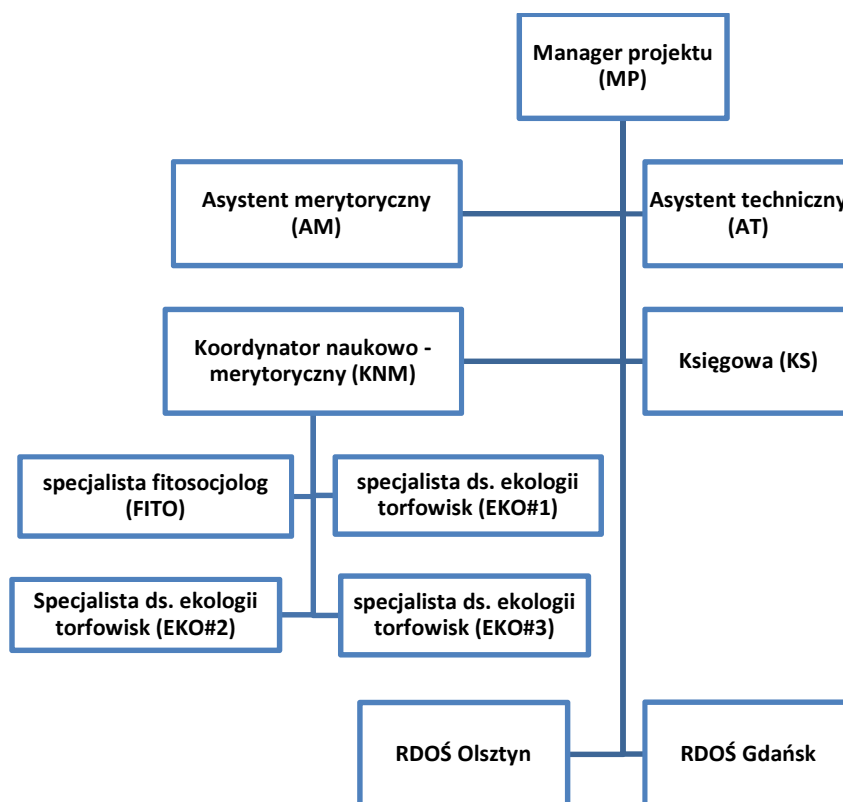 Manager projektu
(MP)
Asystent merytoryczny
(AM)
Asystent techniczny
(AT)
Koordynator naukowo -
merytoryczny (KNM)
Księgowa (KS)
specjalista fitosocjolog
(FITO)
specjalista ds. ekologii
torfowisk (EKO#1)
Specjalista ds. ekologii
torfowisk (EKO#2)
specjalista ds. ekologii
torfowisk (EKO#3)
RDOŚ Olsztyn
RDOŚ Gdańsk